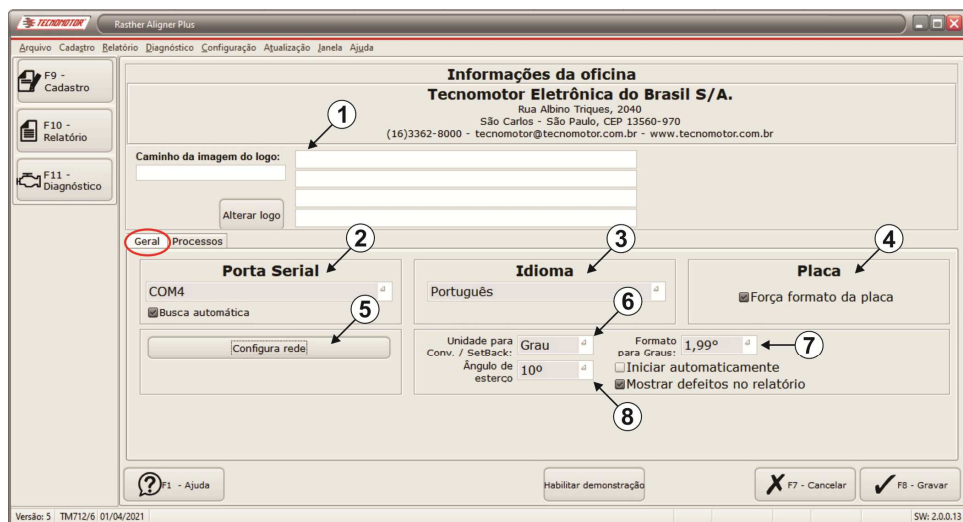 TECNOMOTOR Rasther Aligner Plus
Arquivo Cadastro Relatório Diagnóstico Configuração Atualização Janela Ajuda
F9 -
Cadastro
F10 -
Relatório
F11 -
Diagnóstico
Informações da oficina
Tecnomotor Eletrônica do Brasil S/A.
Rua Albino Triques, 2040
São Carlos - São Paulo, CEP 13560-970
(16)3362-8000 - tecnomotor@tecnomotor.com.br - www.tecnomotor.com.br
1
Caminho da imagem do logo:
Alterar logo
Geral Processos
2
3
4
Porta Serial
COM4
Busca automática
5
Configura rede
Idioma
Português
6
Placa
Força formato da placa
Unidade para
Conv. / SetBack:
Grau
Formato
para Graus:
1,99°
7
Ângulo de
esterço
10º
8
Iniciar automaticamente
Mostrar defeitos no relatório
F1 - Ajuda
Habilitar demonstração
F7 - Cancelar
F8 - Gravar
Versão: 5 TM712/6 01/04/2021
SW: 2.0.0.13